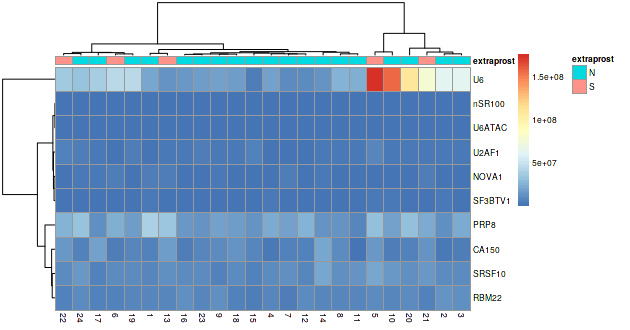 extraprost
U6
nSR100
U6ATAC
U2AF1
NOVA1
SF3BTV1
PRP8
CA150
SRSF10
RBM22
22 24 17 6 19 1 13 16 23 9 18 15 4 7 12 14 8 11 5 10 20 21 2 3
1.5e+08
1e+08
5e+07
extraprost
N
S